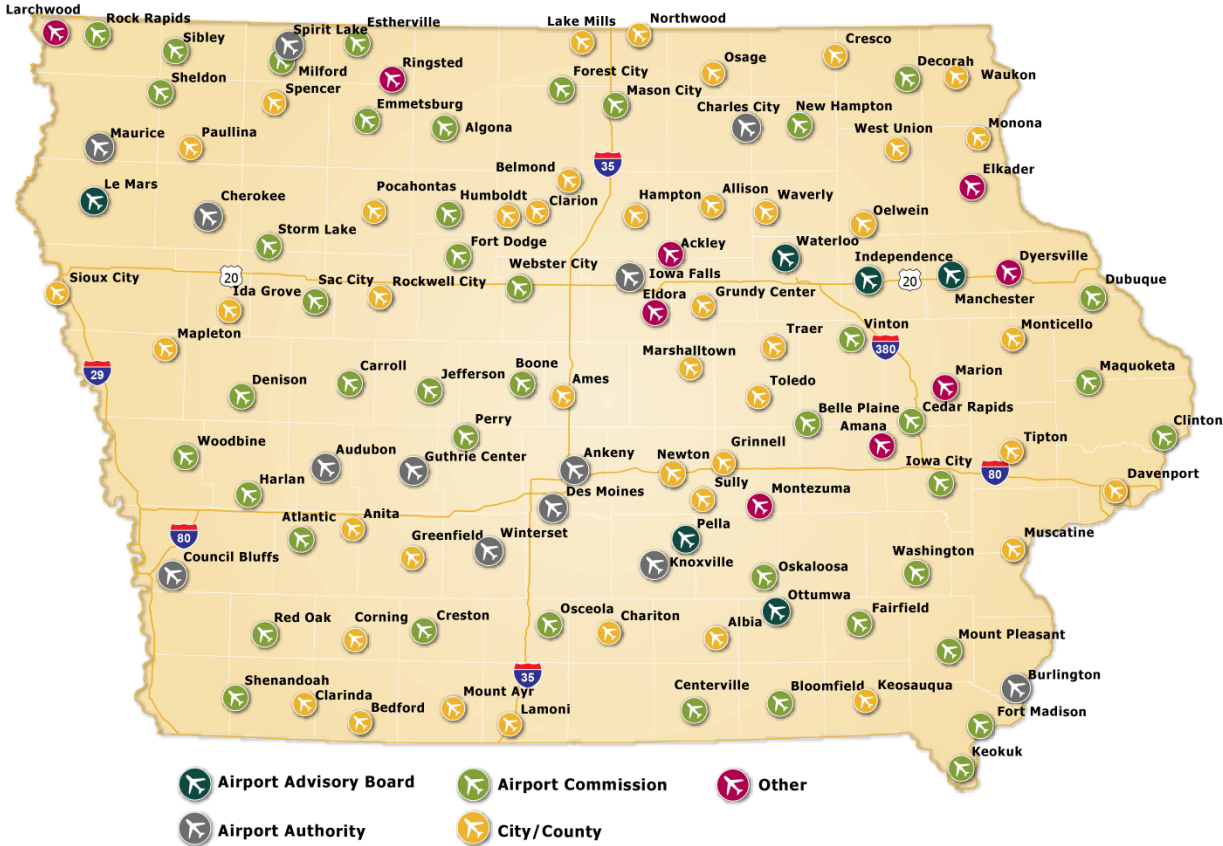 Larchwood
Rock Rapids
Sibley
Spirit Lake
Estherville
Lake Mills
Northwood
Cresco
Osage
Decorah
Waukon
Milford
Ringsted
Sheldon
Spencer
Forest City
Mason City
Emmetsburg
Algona
Charles City
New Hampton
Monona
Maurice
Paullina
West Union
Belmond
35
Elkader
Le Mars
Cherokee
Pocahontas
Humboldt
Clarion
Hampton
Allison
Waverly
Oelwein
Storm Lake
Fort Dodge
Ackley
Waterloo
Independence
Dyersville
Webster City
Iowa Falls
Sioux City
20
Sac City
Rockwell City
Ida Grove
Eldora
Grundy Center
20
Manchester
Dubuque
Mapleton
Traer
Vinton
Monticello
380
Marshalltown
29
Carroll
Boone
Denison
Jefferson
Ames
Toledo
Marion
Maquoketa
Perry
Belle Plaine
Cedar Rapids
Amana
Clinton
Woodbine
Audubon
Guthrie Center
Ankeny
Newton
Grinnell
Tipton
Iowa City
80
Davenport
Harlan
Des Moines
Sully
Montezuma
Atlantic
Anita
80
Greenfield
Winterset
Pella
Muscatine
Council Bluffs
Knoxville
Oskaloosa
Washington
Ottumwa
Red Oak
Corning
Creston
Osceola
Chariton
Albia
Fairfield
Mount Pleasant
35
Shenandoah
Clarinda
Bedford
Mount Ayr
Lamoni
Centerville
Bloomfield
Keosauqua
Burlington
Fort Madison
Keokuk
Airport Advisory Board
Airport Commission
Other
Airport Authority
City/County